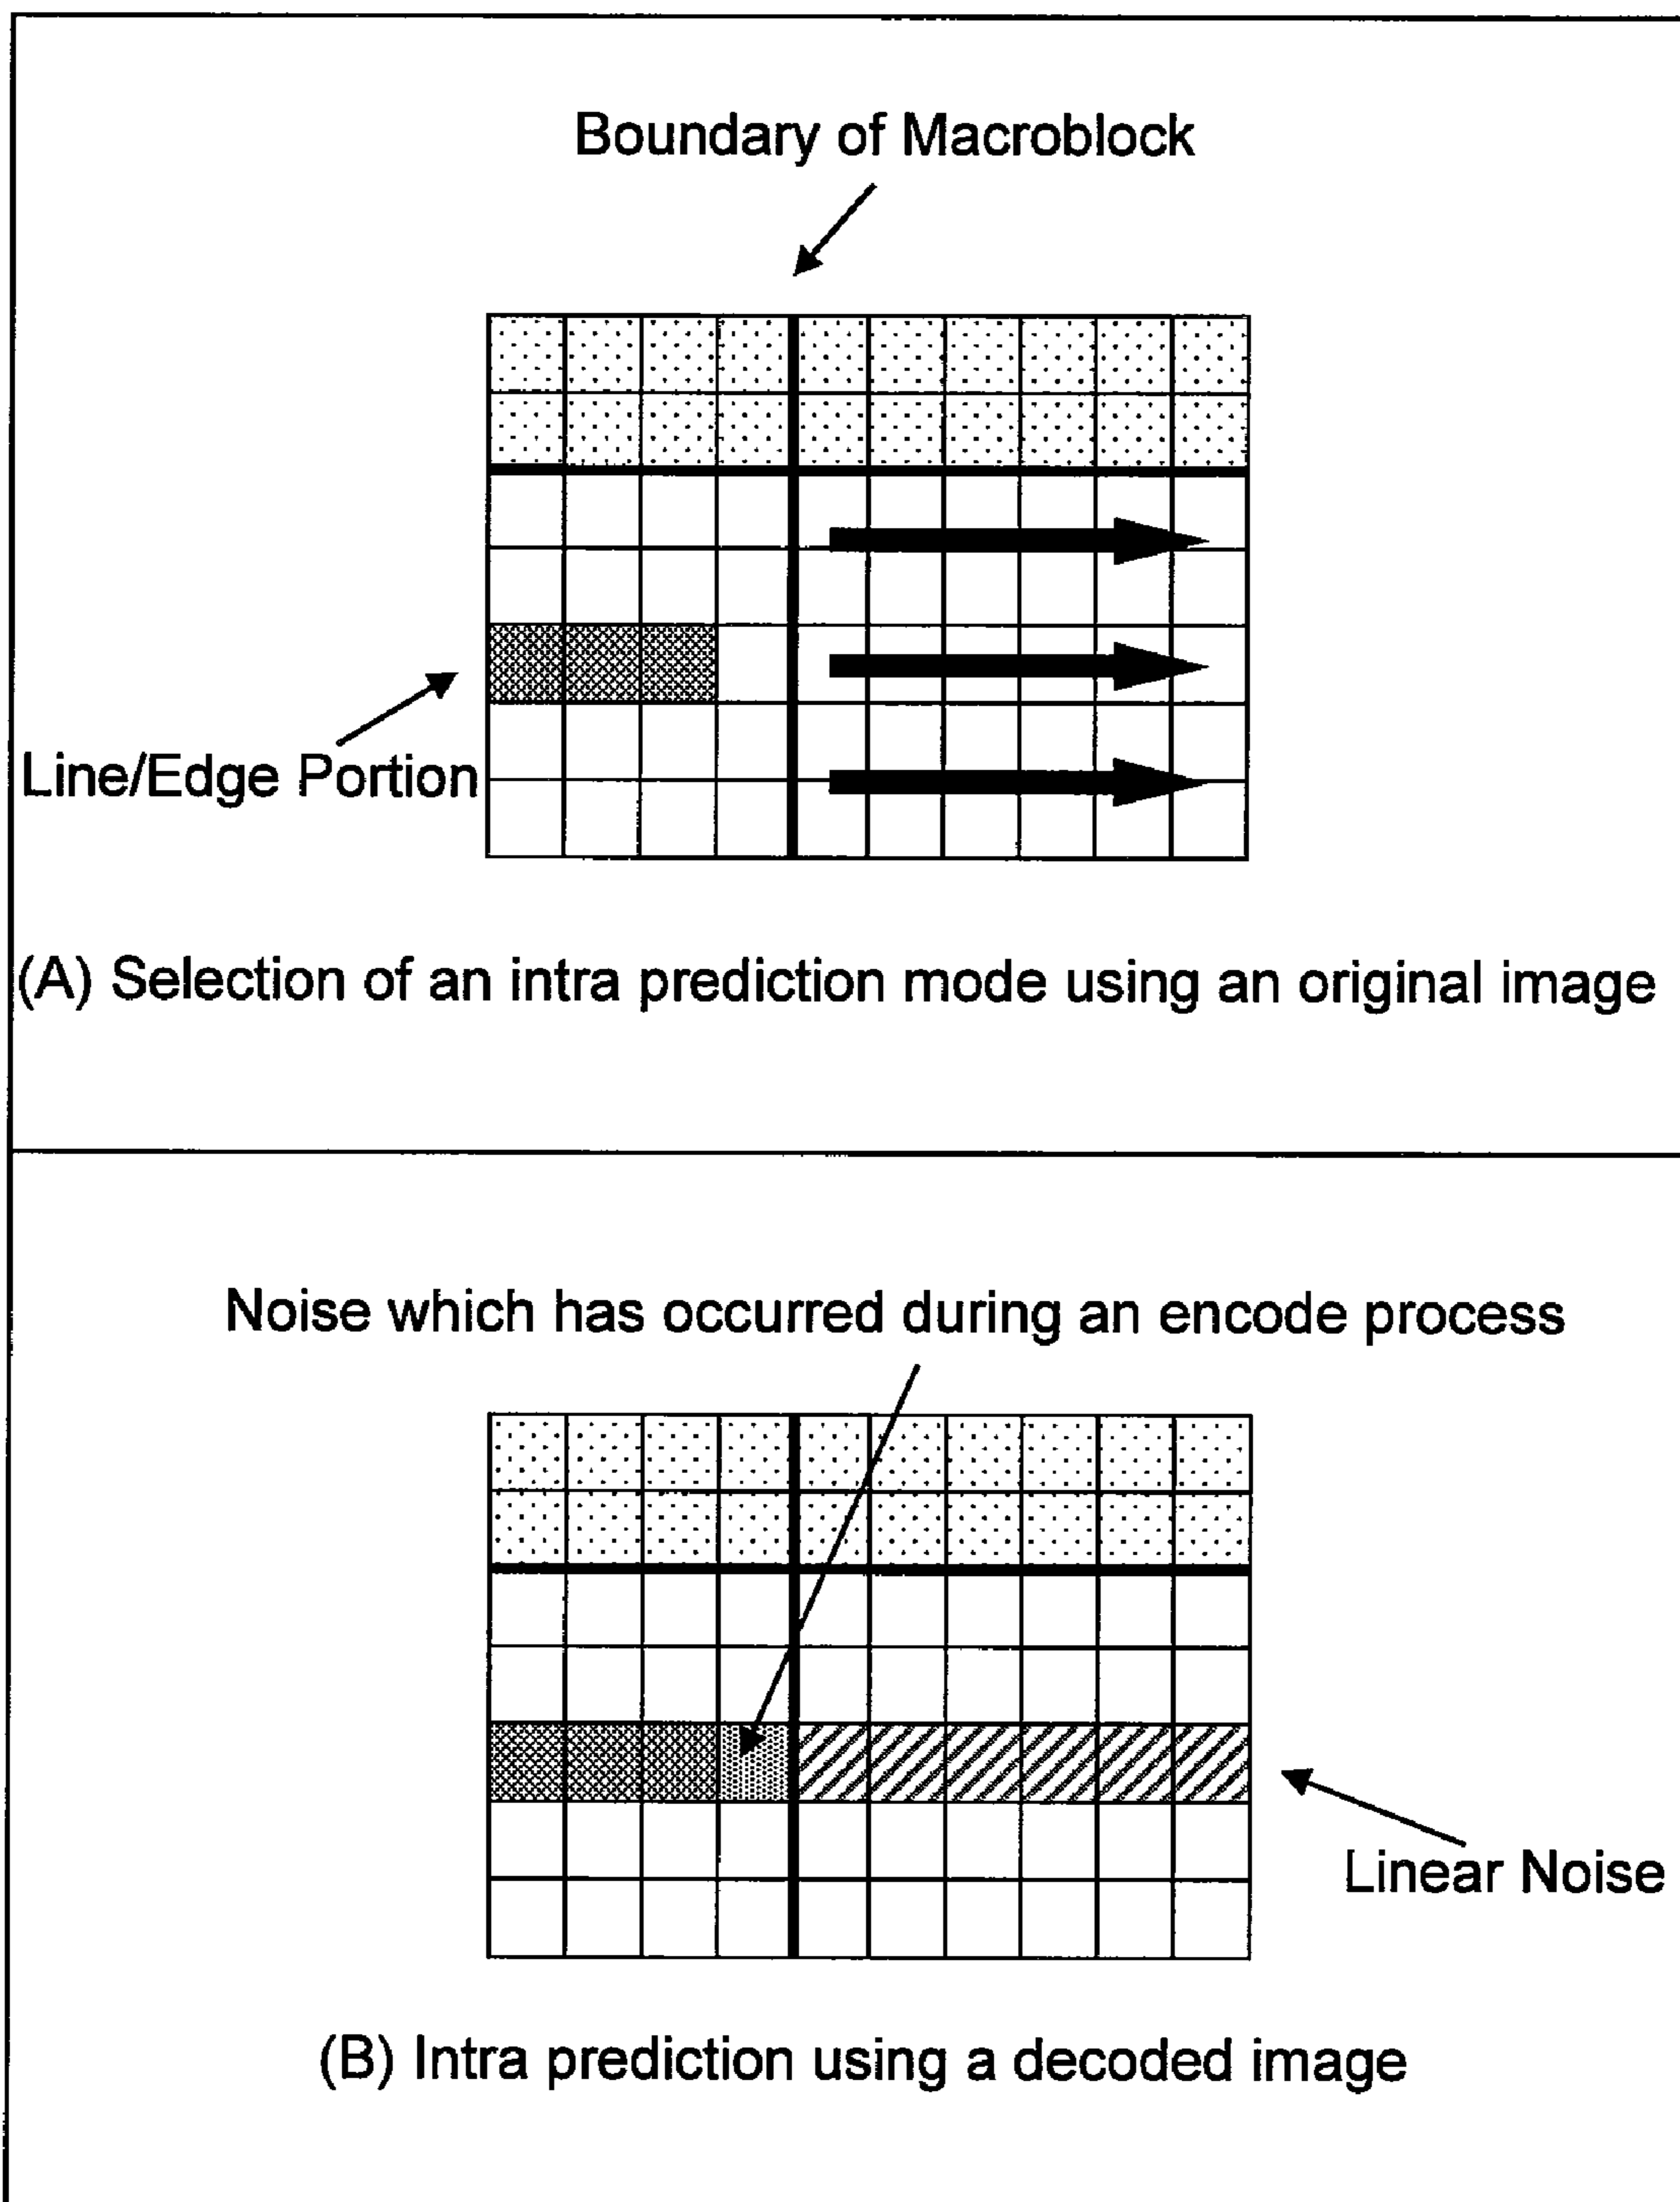 Boundary of Macroblock
Line/Edge Portion
(A) Selection of an intra prediction mode using an original image
Noise which has occurred during an encode process
Linear Noise
(B) Intra prediction using a decoded image